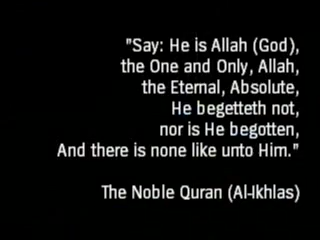 "Say: He is Allah (God),
the One and Only, Allah,
the Eternal, Absolute,
He begetteth not,
nor is He begotten,
And there is none like unto Him."
The Noble Quran (Al-Ikhlas)